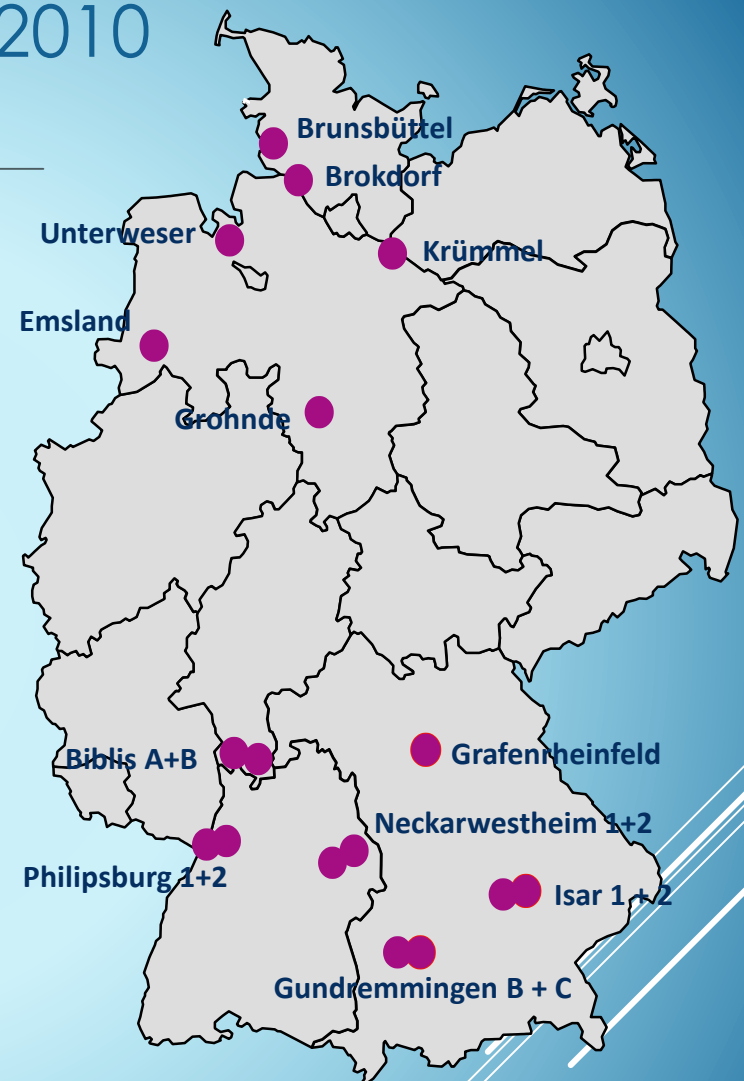 2010
Brunsbüttel
Brokdorf
Unterweser
Krümmel
Emsland
Grohnde
Biblis A+B
Grafenrheinfeld
Neckarwestheim 1+2
Philipsburg 1+2
Isar 1 + 2
Gundremmingen B + C